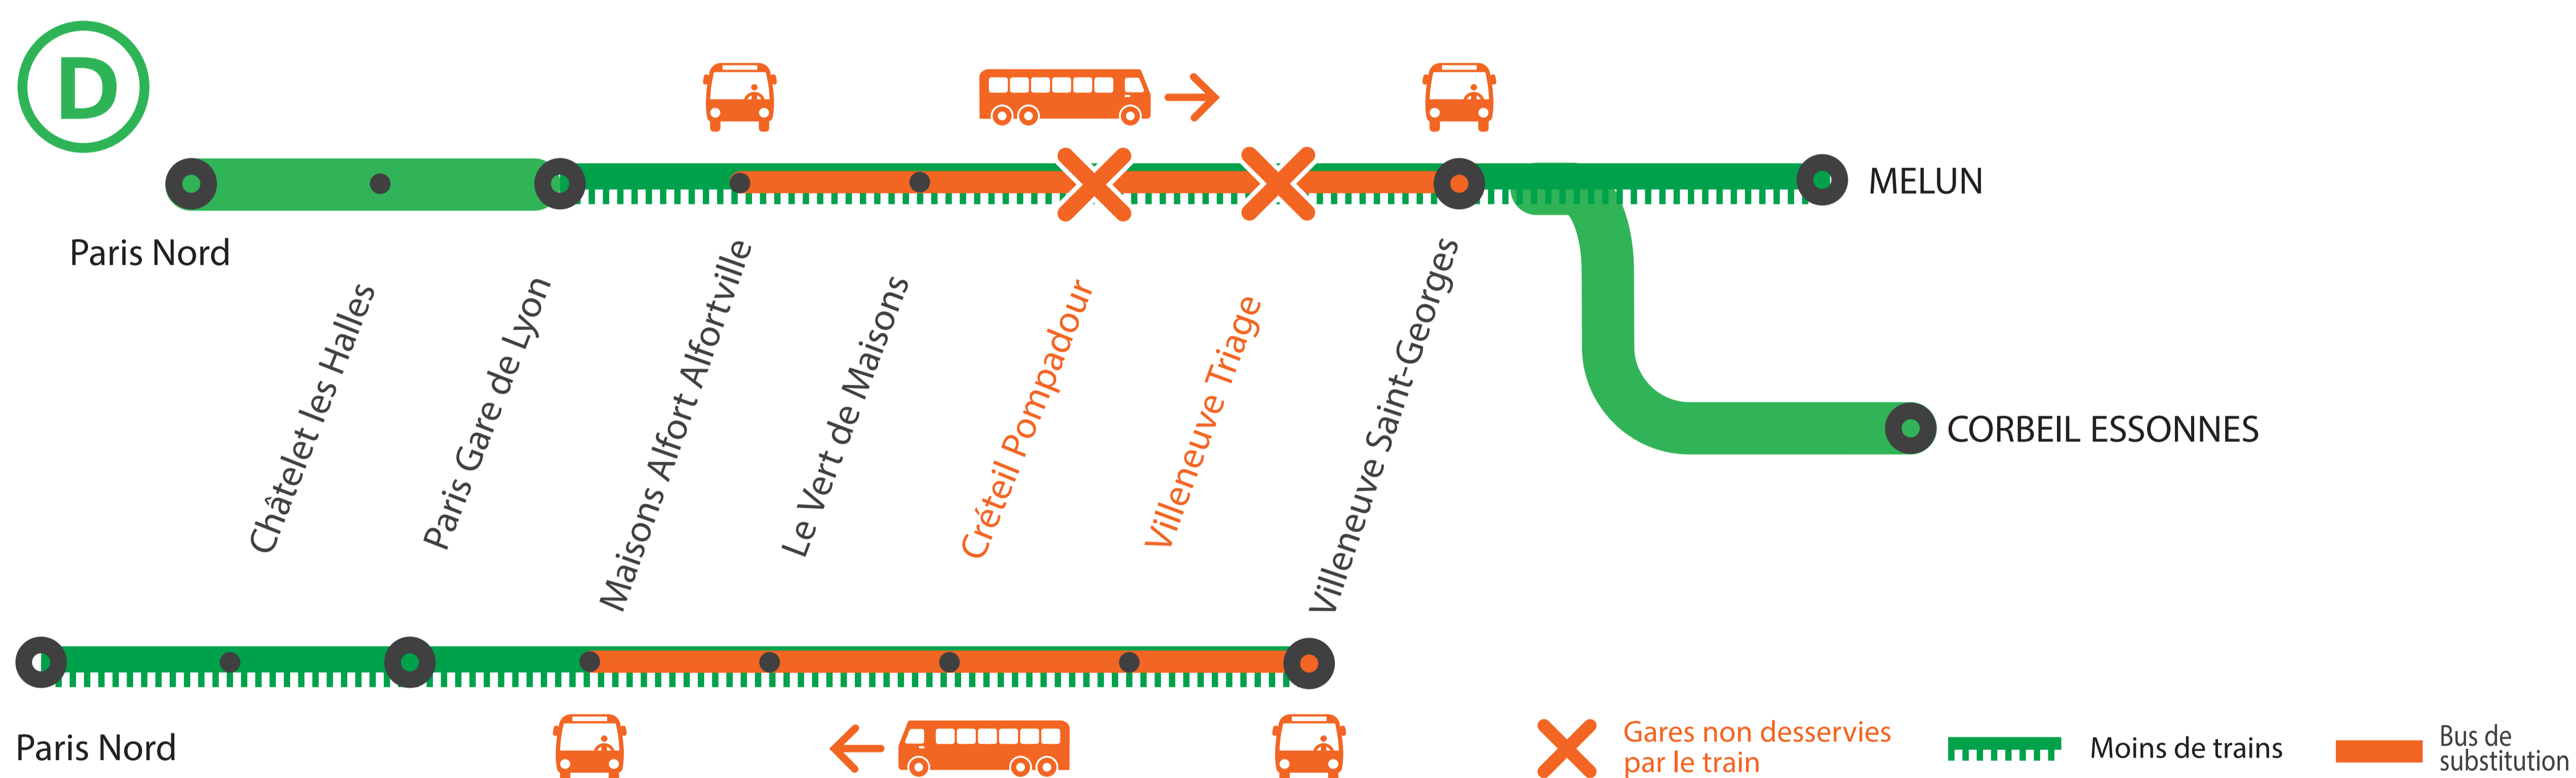 D
MELUN
Paris Nord
Châtelet les Halles
Paris Gare de Lyon
Maisons Alfort Alfortville
Le Vert de Maisons
Créteil Pompadour
Villeneuve Triage
Villeneuve Saint-Georges
CORBEIL ESSONNES
Paris Nord
Gares non desservies
par le train
Moins de trains
Bus de
substitution